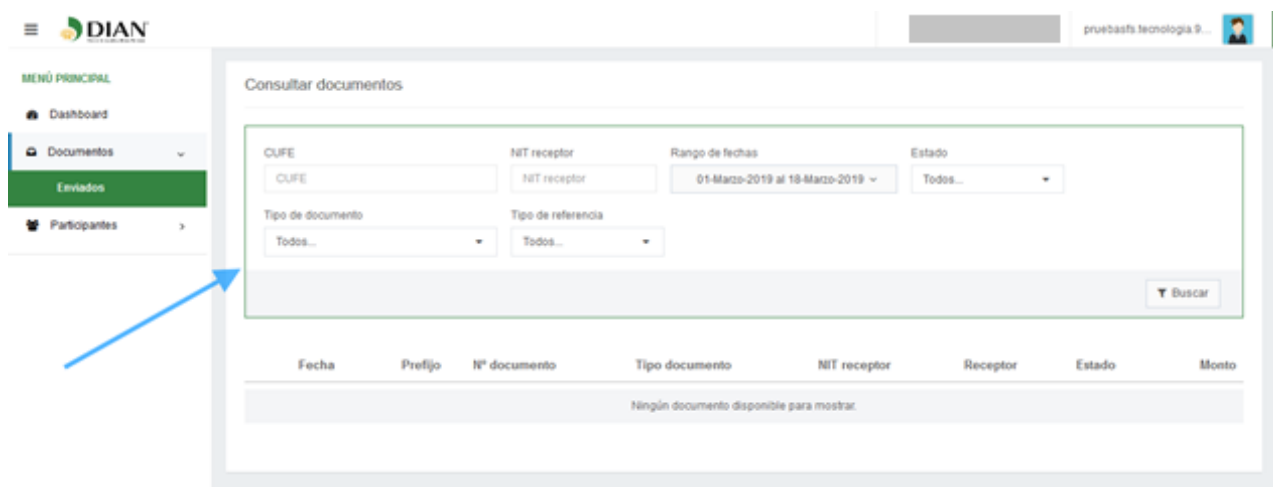 DIAN
pruebasfs.tecnologia.9...
MENÚ PRINCIPAL
Dashboard
Documentos
Enviados
Participantes
Consultar documentos
CUFE NIT receptor Rango de fechas Estado
CUFE NIT receptor 01-Marzo-2019 al 18-Marzo-2019 Todos...
Tipo de documento Tipo de referencia
Todos... Todos...
Buscar
Fecha Prefijo Nº documento Tipo documento NIT receptor Receptor Estado Monto
Ningún documento disponible para mostrar.